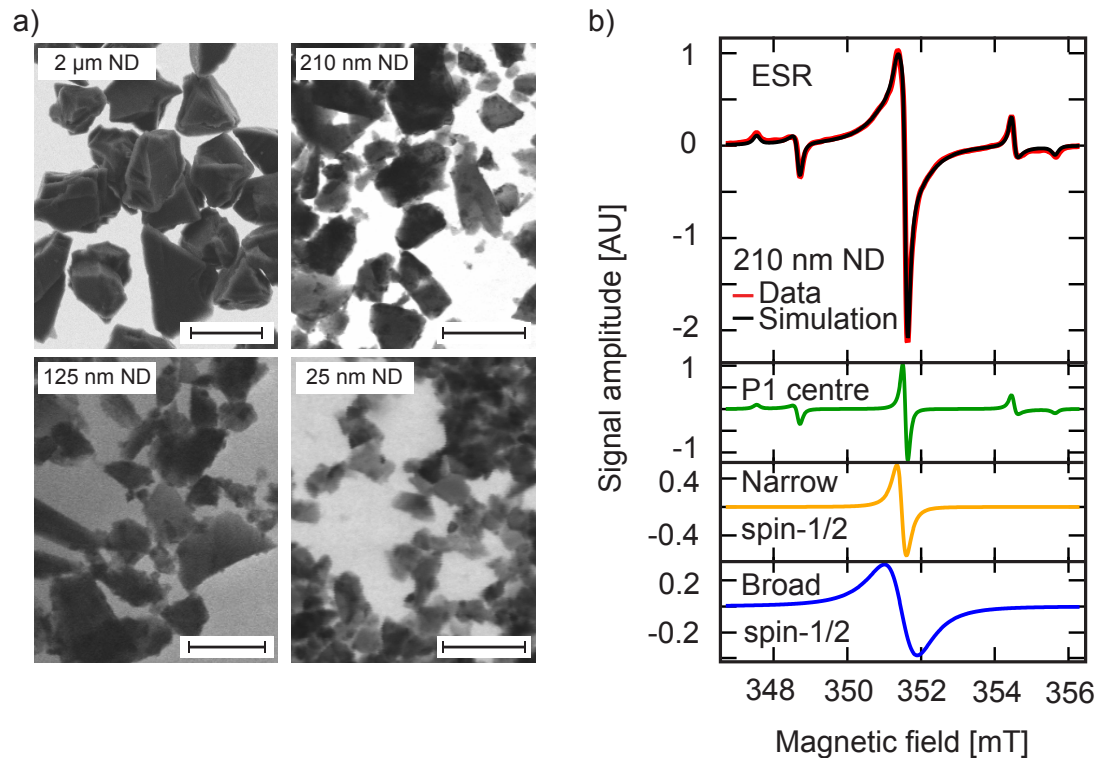 a)
2 µm ND
210 nm ND
125 nm ND
25 nm ND
b)
Signal amplitude [AU]
1
0
-1
-2
ESR
210 nm ND
Data
Simulation
1
-1
P1 centre
0.4
-0.4
Narrow
spin-1/2
0.2
-0.2
Broad
spin-1/2
348
350
352
354
356
Magnetic field [mT]